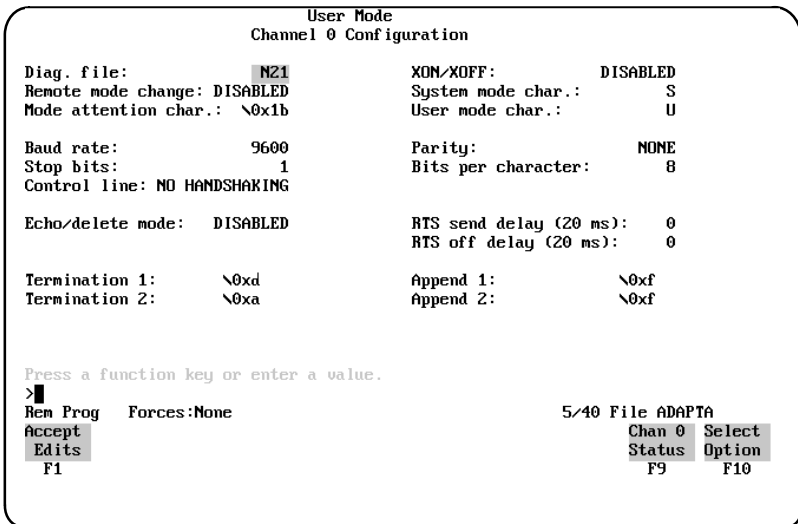 User Mode
Channel 0 Configuration
Diag. file: N21 XON/XOFF: DISABLED
Remote mode change: DISABLED System mode char.: S
Mode attention char.: \0x1b User mode char.: U
Baud rate: 9600 Parity: NONE
Stop bits: 1 Bits per character: 8
Control line: NO HANDSHAKING
Echo/delete mode: DISABLED RTS send delay (20 ms): 0
RTS off delay (20 ms): 0
Termination 1: \0xd Append 1: \0xf
Termination 2: \0xa Append 2: \0xf
Press a function key or enter a value.
>
Rem Prog Forces:None 5/40 File ADAPTA
Accept Chan 0 Select
Edits Status Option
F1 F9 F10